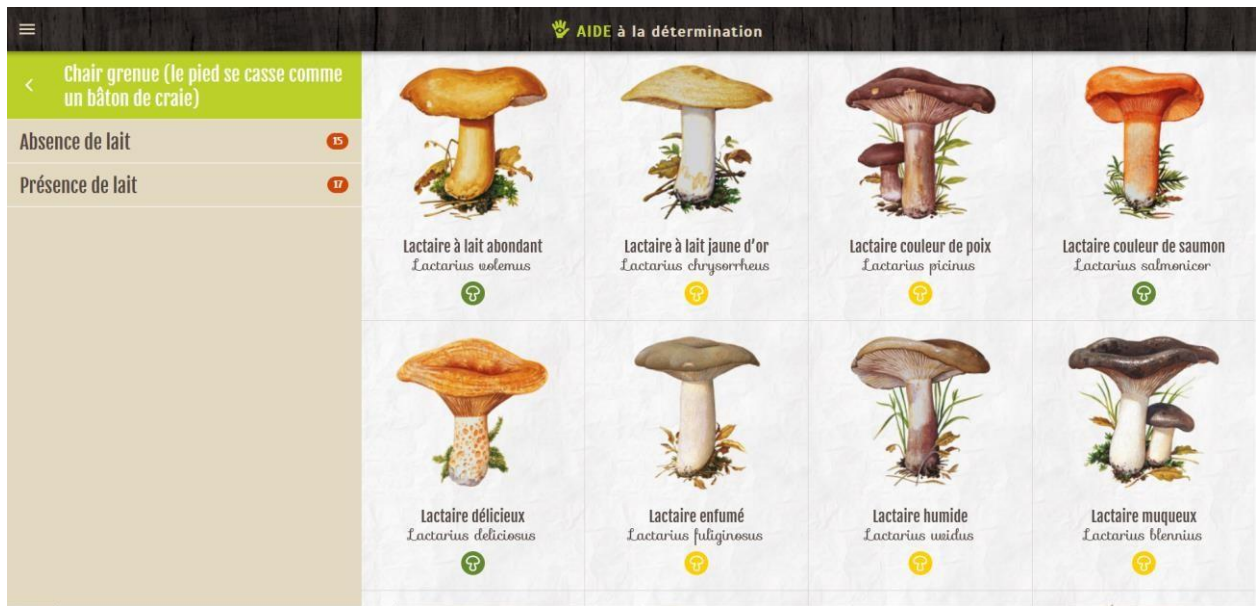 AIDE à la détermination
Chair grenue (le pied se casse comme
un bâton de craie)
Absence de lait 15
Présence de lait 17
Lactaire à lait abondant
Lactarius volemus
Lactaire à lait jaune d'or
Lactarius chrysorrheus
Lactaire couleur de poix
Lactarius picinus
Lactaire couleur de saumon
Lactarius salmonicor
Lactaire délicieux
Lactarius deliciosus
Lactaire enfumé
Lactarius fuliginosus
Lactaire humide
Lactarius uvidus
Lactaire muqueux
Lactarius blennius